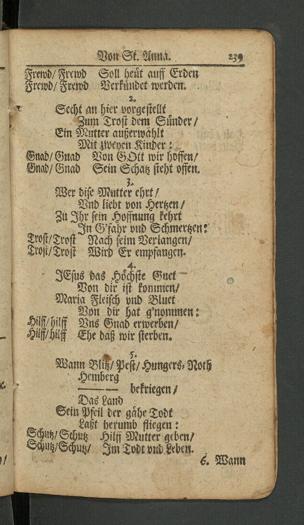 Von St. Anna. 239
Frewd/ Frewd Soll heut auff Erden
Frewd/ Frewd Verkündet werden.
2.
Secht an hier vorgestellt
Zum Trost dem Sünder/
Ein Mutter außerwählt
Mit zweyen Kinder:
Gnad/ Gnad Von GOtt wir hoffen/
Gnad/ Gnad Sein Schatz steht offen.
3.
Wer dise Mutter ehrt/
Und liebt von Hertzen/
Zu Ihr sein Hoffnung kehrt
In G'fahr und Schmertzen:
Trost/ Trost Nach seim Verlangen/
Trost/ Trost Wird Er empfangen.
4.
JEsus das Höchste Guet
Von dir ist kommen/
Maria Fleisch und Bluet
Von dir hat g'nommen:
Hilff/ hilff Uns Gnad erwerben/
Hilff/ hilff Ehe daß wir sterben.
5.
Wann Blitz/ Pest/ Hungers-Noth
Hemberg
bekriegen/
Das Land
Sein Pfeil der gähe Todt
Laßt herumb fliegen:
Schutz/ Schutz Hilff Mutter geben/
Schutz/ Schutz Im Todt und Leben.
6. Wann